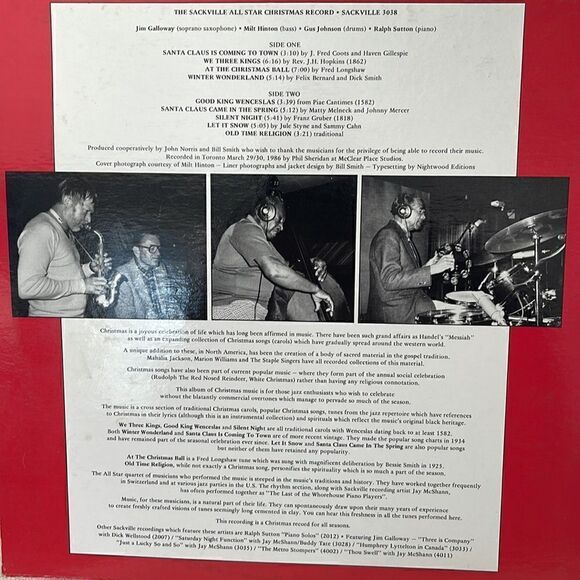 THE SACKVILLE ALL STAR CHRISTMAS RECORD • SACKVILLE 3038
Jim Galloway (soprano saxophone) • Milt Hinton (bass) • Gus Johnson (drums) • Ralph Sutton (piano)
SIDE ONE
SANTA CLAUS IS COMING TO TOWN (3:10) by J. Fred Coots and Haven Gillespie
WE THREE KINGS (6:16) by Rev. J.H. Hopkins (1862)
AT THE CHRISTMAS BALL (7:00) by Fred Longshaw
WINTER WONDERLAND (5:14) by Felix Bernard and Dick Smith
SIDE TWO
GOOD KING WENCESLAS (3:39) from Piae Cantimes (1582)
SANTA CLAUS CAME IN THE SPRING (5:12) by Matty Melneck and Johnny Mercer
SILENT NIGHT (5:41) by Franz Gruber (1818)
LET IT SNOW (5:05) by Jule Styne and Sammy Cahn
OLD TIME RELIGION (3:21) traditional
Produced cooperatively by John Norris and Bill Smith who wish to thank the musicians for the privilege of being able to record their music.
Recorded in Toronto March 29/30, 1986 by Phil Sheridan at McClear Place Studios.
Cover photograph courtesy of Milt Hinton — Liner photographs and jacket design by Bill Smith — Typesetting by Nightwood Editions
Christmas is a joyous celebration of life which has long been affirmed in music. There have been such grand affairs as Handel's "Messiah"
as well as an expanding collection of Christmas songs (carols) which have gradually spread around the western world.
A unique addition to these, in North America, has been the creation of a body of sacred material in the gospel tradition.
Mahalia Jackson, Marion Williams and The Staple Singers have all recorded collections of this material.
Christmas songs have also been part of current popular music — where they form part of the annual social celebration
(Rudolph The Red Nosed Reindeer, White Christmas) rather than having any religious connotation.
This album of Christmas music is for those jazz enthusiasts who wish to celebrate
without the blatantly commercial overtones which manage to pervade so much of the season.
The music is a cross section of traditional Christmas carols, popular Christmas songs, tunes from the jazz repertoire which have references
to Christmas in their lyrics (although this is an instrumental collection) and spirituals which reflect the music's original black heritage.
We Three Kings, Good King Wenceslas and Silent Night are all traditional carols with Wenceslas dating back to at least 1582.
Both Winter Wonderland and Santa Claus Is Coming To Town are of more recent vintage. They made the popular song charts in 1934
and have remained part of the seasonal celebration ever since. Let It Snow and Santa Claus Came In The Spring are also popular songs
but neither of them have retained any popularity.
At The Christmas Ball is a Fred Longshaw tune which was sung with magnificent deliberation by Bessie Smith in 1925.
Old Time Religion, while not exactly a Christmas song, personifies the spirituality which is so much a part of the season.
The All Star quartet of musicians who performed the music is steeped in the music's traditions and history. They have worked together frequently
in Switzerland and at various jazz parties in the U.S. The rhythm section, along with Sackville recording artist Jay McShann,
has often performed together as "The Last of the Whorehouse Piano Players".
Music, for these musicians, is a natural part of their life. They can spontaneously draw upon their many years of experience
to create freshly crafted visions of tunes seemingly long cemented in clay. You can hear this freshness in all the tunes performed here.
This recording is a Christmas record for all seasons.
Other Sackville recordings which feature these artists are Ralph Sutton "Piano Solos" (2012) • Featuring Jim Galloway — "Three is Company"
with Dick Wellstood (2007) / "Saturday Night Function" with Jay McShann/Buddy Tate (3028) / "Humphrey Lyttelton in Canada" (3033) /
"Just a Lucky So and So" with Jay McShann (3035) / "The Metro Stompers" (4002) / "Thou Swell" with Jay McShann (4011)